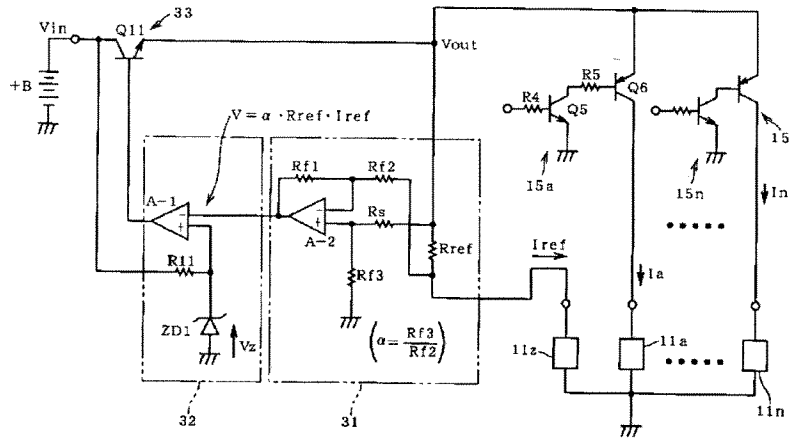 Vin
Q11
33
Vout
+B
R5
Q6
R4
Q5
15
V=α·Rref·Iref
15a
15n
In
Rf1
Rf2
A-1
Rs
A-2
Rref
Iref
R11
Rf3
Ia
ZD1
Vz
(α=Rf3/Rf2)
11z
11a
11n
32
31